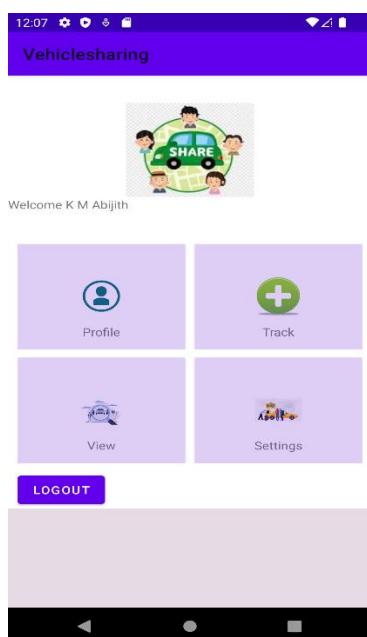 12:07
Vehiclesharing
SHARE
Welcome K M Abijith
Profile
Track
View
Settings
LOGOUT